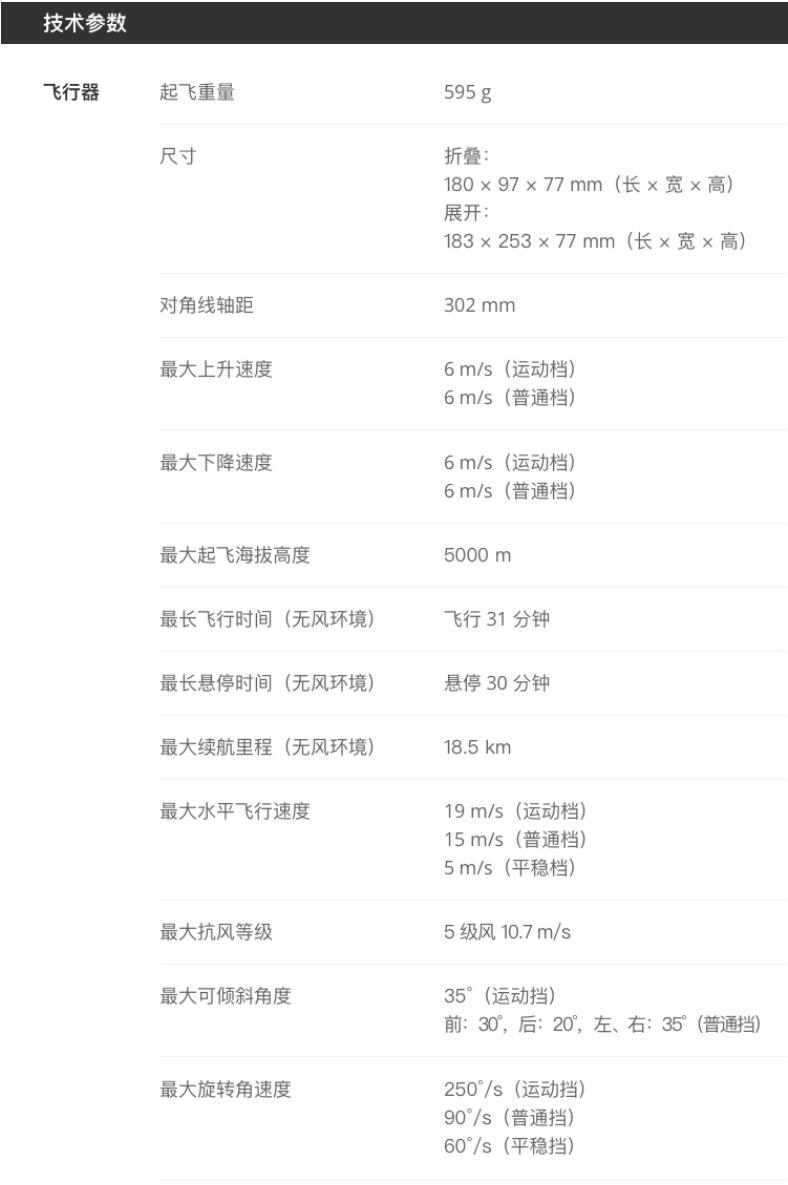 技术参数
飞行器
起飞重量
595 g
尺寸
折叠：
180 × 97 × 77 mm（长 × 宽 × 高）
展开：
183 × 253 × 77 mm（长 × 宽 × 高）
对角线轴距
302 mm
最大上升速度
6 m/s（运动档）
6 m/s（普通档）
最大下降速度
6 m/s（运动档）
6 m/s（普通档）
最大起飞海拔高度
5000 m
最长飞行时间（无风环境）
飞行 31 分钟
最长悬停时间（无风环境）
悬停 30 分钟
最大续航里程（无风环境）
18.5 km
最大水平飞行速度
19 m/s（运动档）
15 m/s（普通档）
5 m/s（平稳档）
最大抗风等级
5 级风 10.7 m/s
最大可倾斜角度
35°（运动挡）
前：30°，后：20°，左、右：35°（普通挡）
最大旋转角速度
250°/s（运动挡）
90°/s（普通挡）
60°/s（平稳挡）